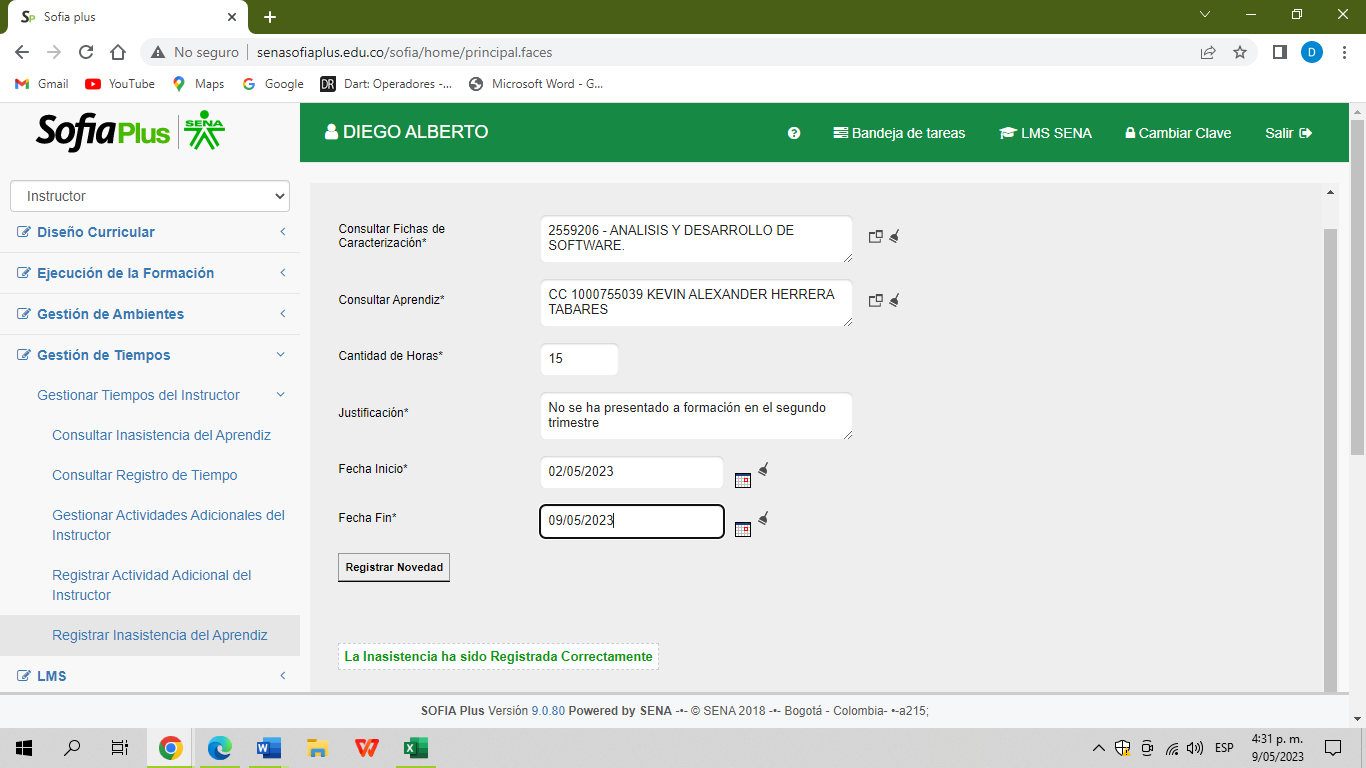 Sofia plus
No seguro
senasofiaplus.edu.co/sofia/home/principal.faces
D
Gmail
YouTube
Maps
Google
DR
Dart: Operadores -...
Microsoft Word - G...
Sofia Plus
SENA
DIEGO ALBERTO
Bandeja de tareas
LMS SENA
Cambiar Clave
Salir
Instructor
Diseño Curricular
Ejecución de la Formación
Gestión de Ambientes
Gestión de Tiempos
Gestionar Tiempos del Instructor
Consultar Inasistencia del Aprendiz
Consultar Registro de Tiempo
Gestionar Actividades Adicionales del
Instructor
Registrar Actividad Adicional del
Instructor
Registrar Inasistencia del Aprendiz
LMS
Consultar Fichas de
Caracterización*
2559206 - ANALISIS Y DESARROLLO DE
SOFTWARE.
Consultar Aprendiz*
CC 1000755039 KEVIN ALEXANDER HERRERA
TABARES
Cantidad de Horas*
15
Justificación*
No se ha presentado a formación en el segundo
trimestre
Fecha Inicio*
02/05/2023
Fecha Fin*
09/05/2023
Registrar Novedad
La Inasistencia ha sido Registrada Correctamente
SOFIA Plus Versión 9.0.80 Powered by SENA -•- © SENA 2018 -•- Bogotá - Colombia- •-a215;
ESP
4:31 p. m.
9/05/2023